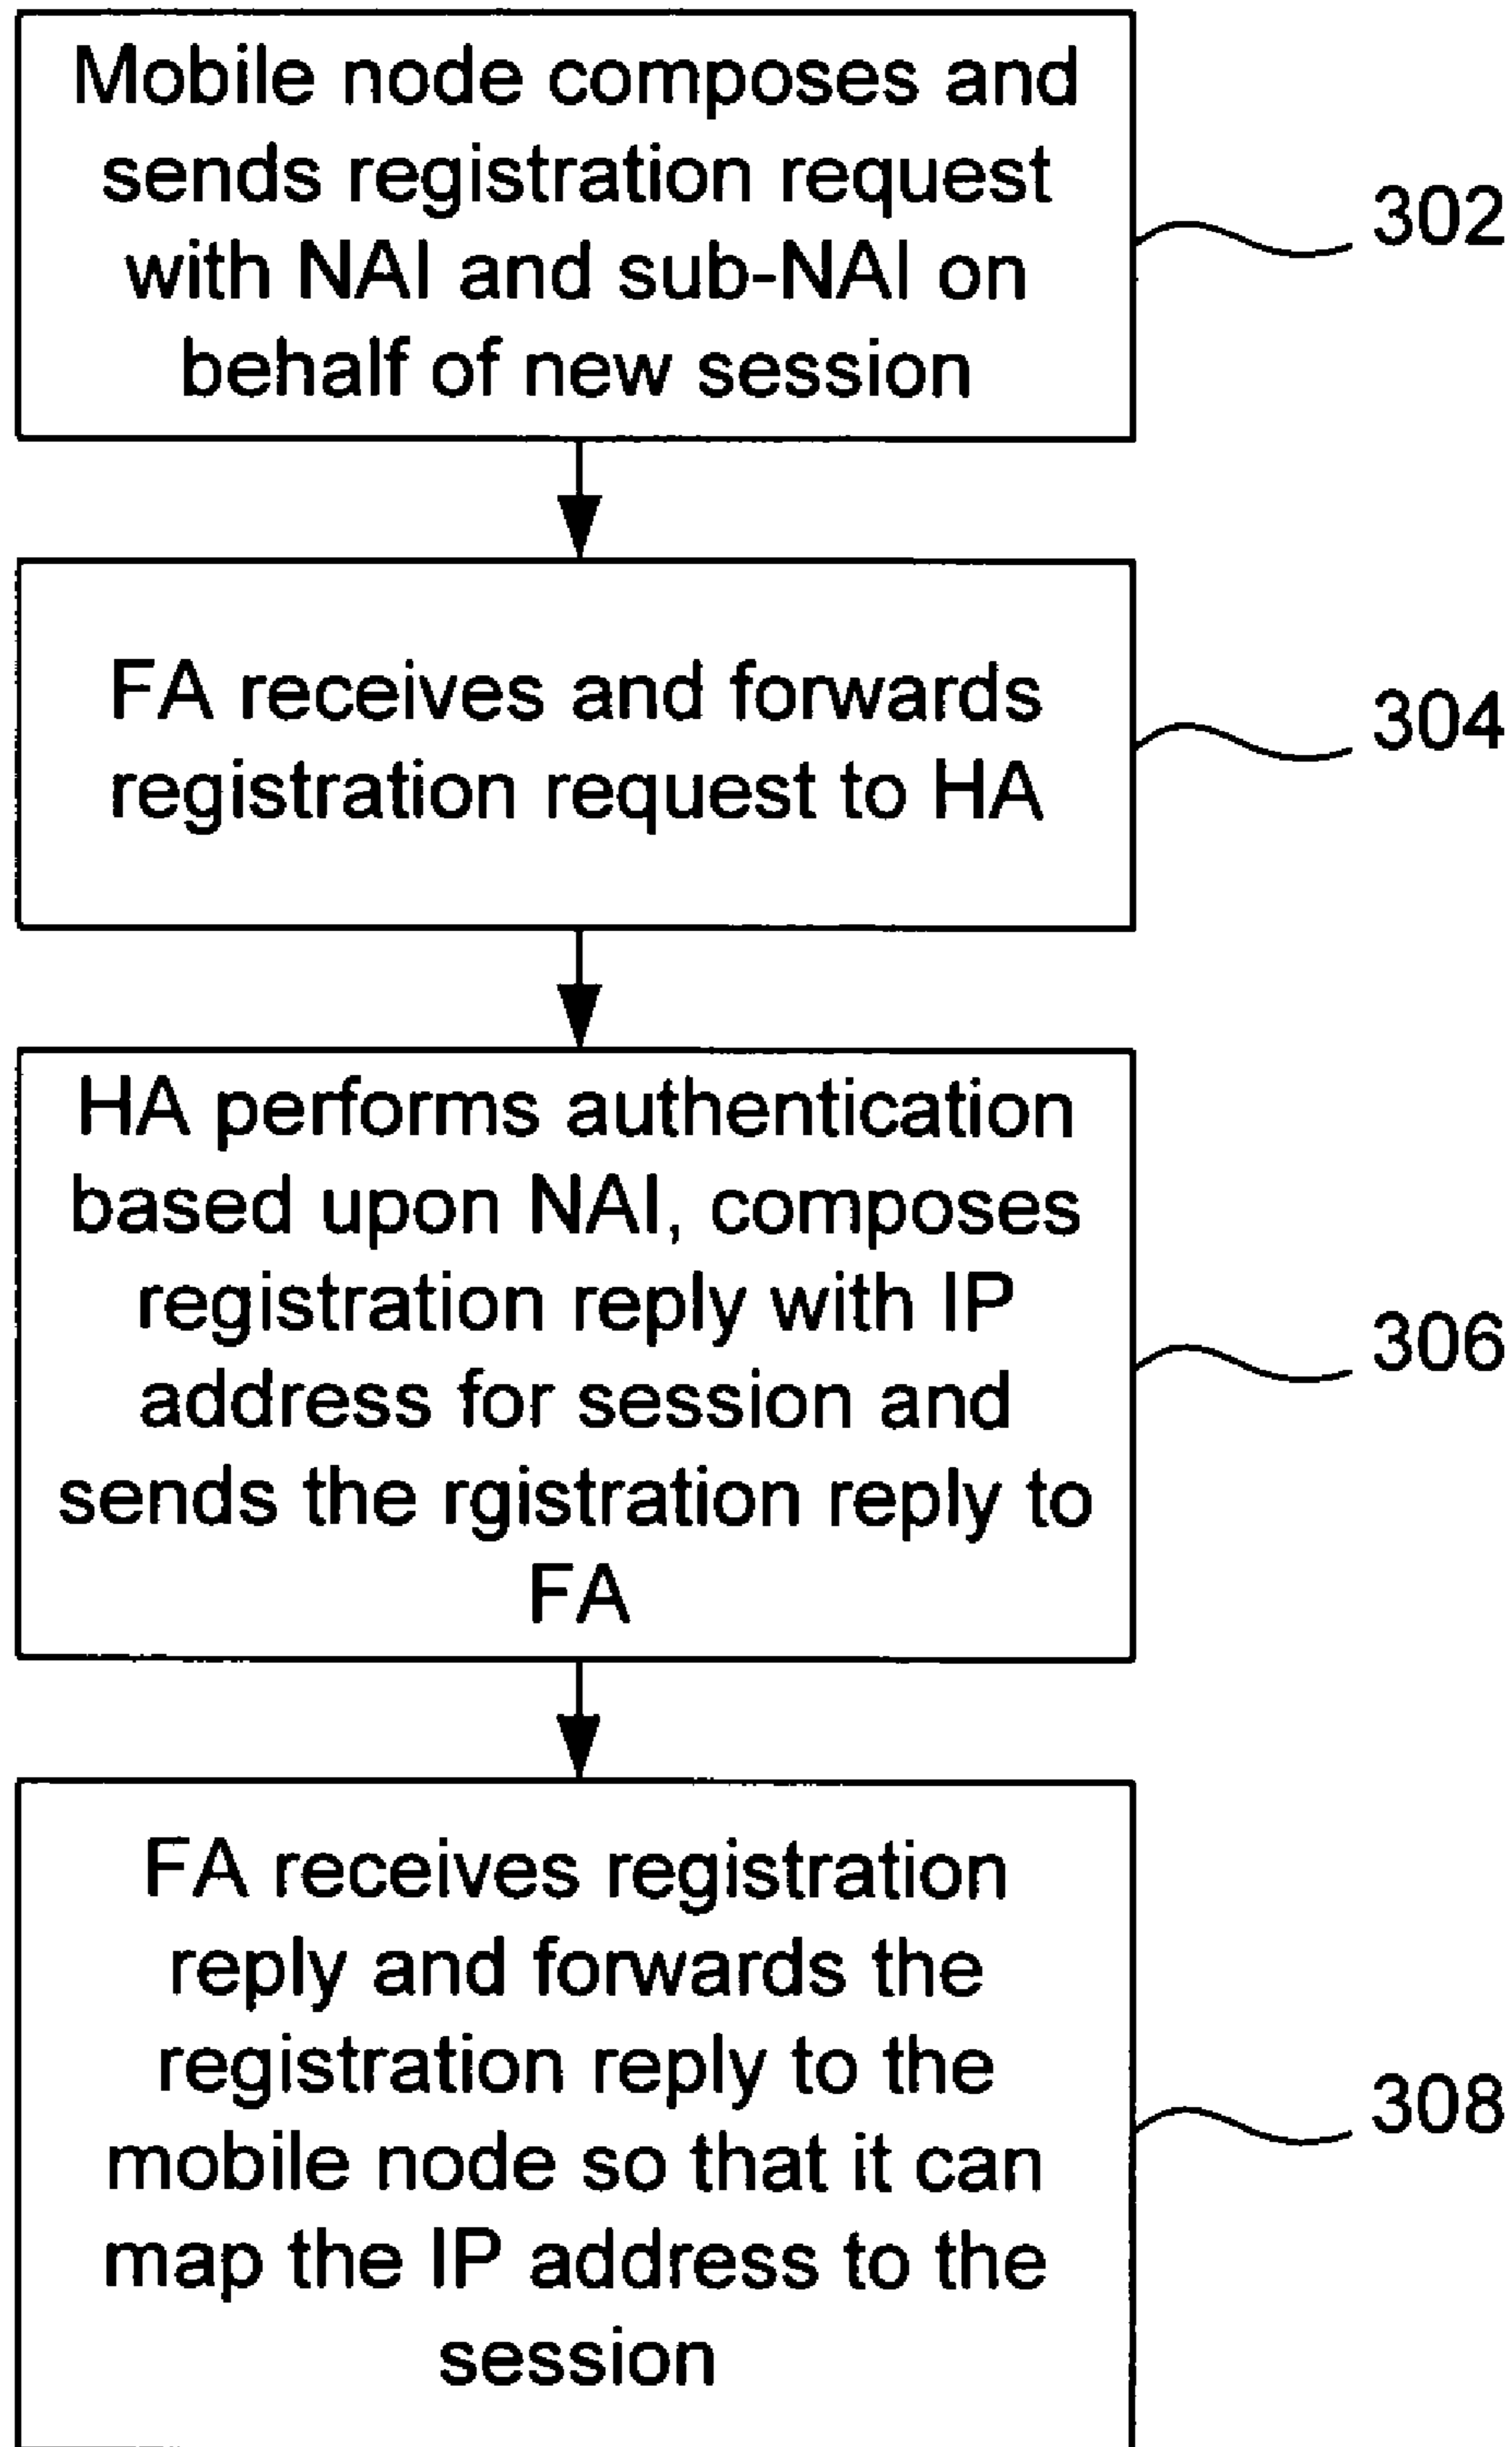 Mobile node composes and
sends registration request
with NAI and sub-NAI on
behalf of new session
302
FA receives and forwards
registration request to HA
304
HA performs authentication
based upon NAI, composes
registration reply with IP
address for session and
sends the rgistration reply to
FA
306
FA receives registration
reply and forwards the
registration reply to the
mobile node so that it can
map the IP address to the
session
308